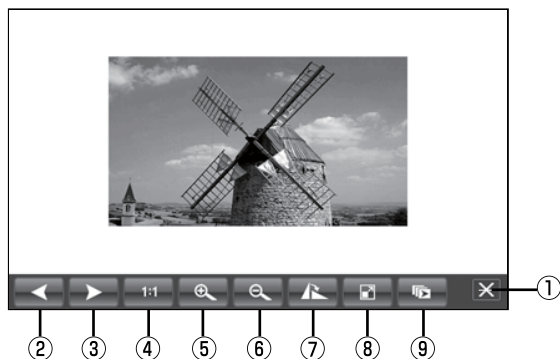 1:1
①
② ③ ④ ⑤ ⑥ ⑦ ⑧ ⑨